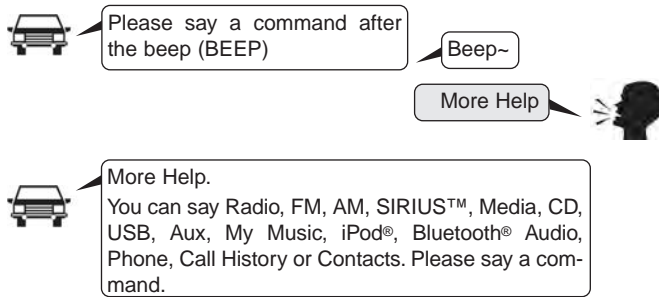 Please say a command after
the beep (BEEP)
Beep~
More Help
More Help.
You can say Radio, FM, AM, SIRIUS™, Media, CD,
USB, Aux, My Music, iPod®, Bluetooth® Audio,
Phone, Call History or Contacts. Please say a com-
mand.